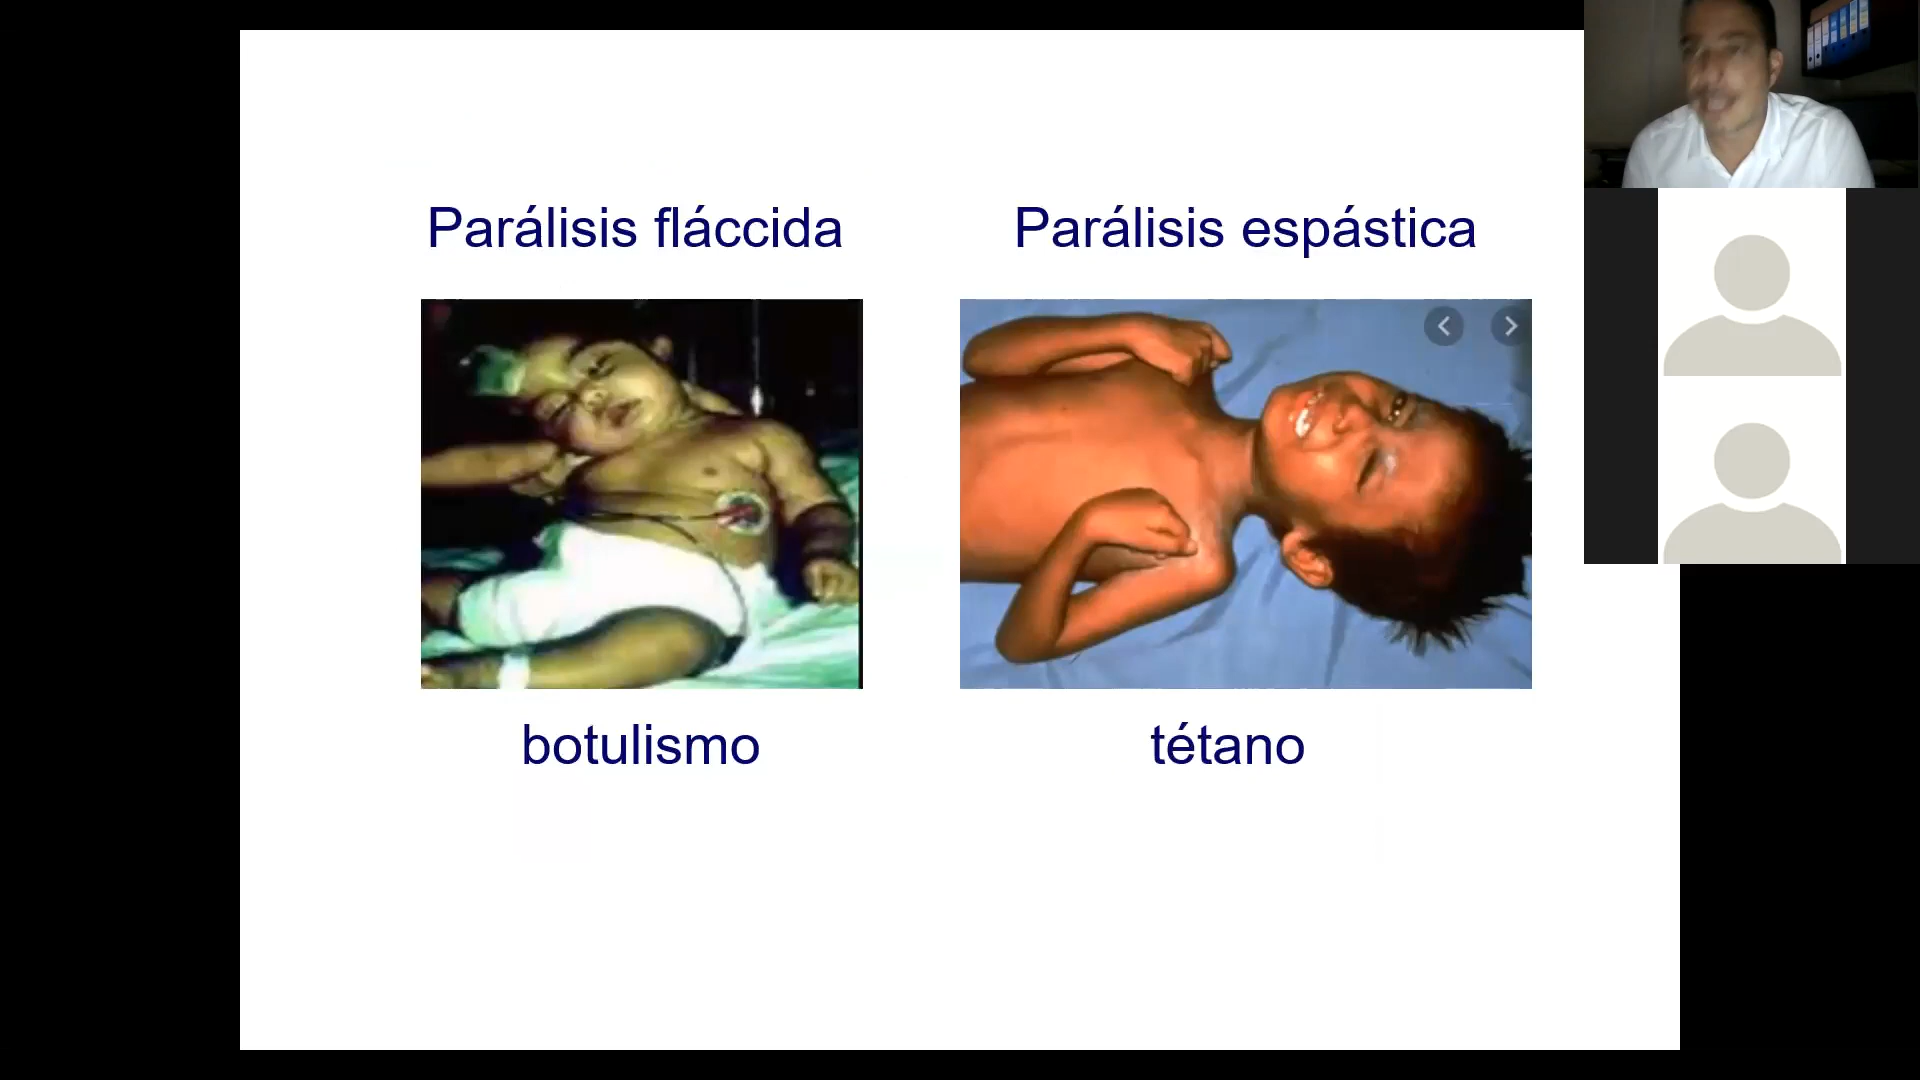 Parálisis fláccida
Parálisis espástica
botulismo
tétano